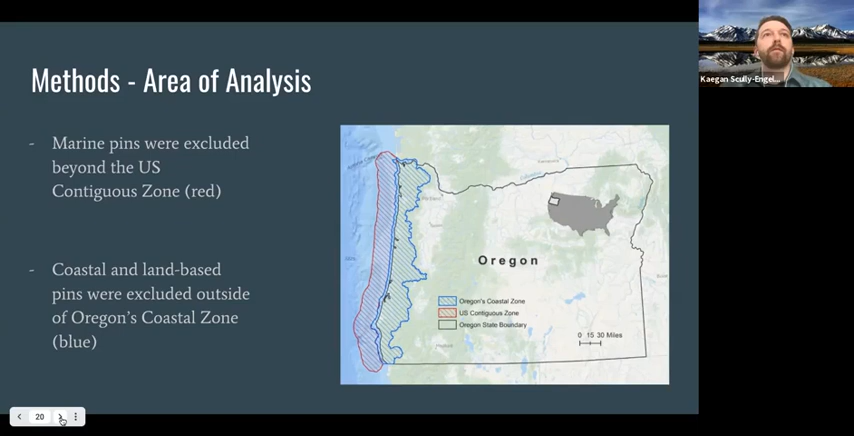 Methods - Area of Analysis
- Marine pins were excluded
beyond the US
Contiguous Zone (red)
- Coastal and land-based
pins were excluded outside
of Oregon's Coastal Zone
(blue)
Oregon
Oregon's Coastal Zone
US Contiguous Zone
Oregon State Boundary
0 15 30 Miles
20
Kaegan Scully-Engel...